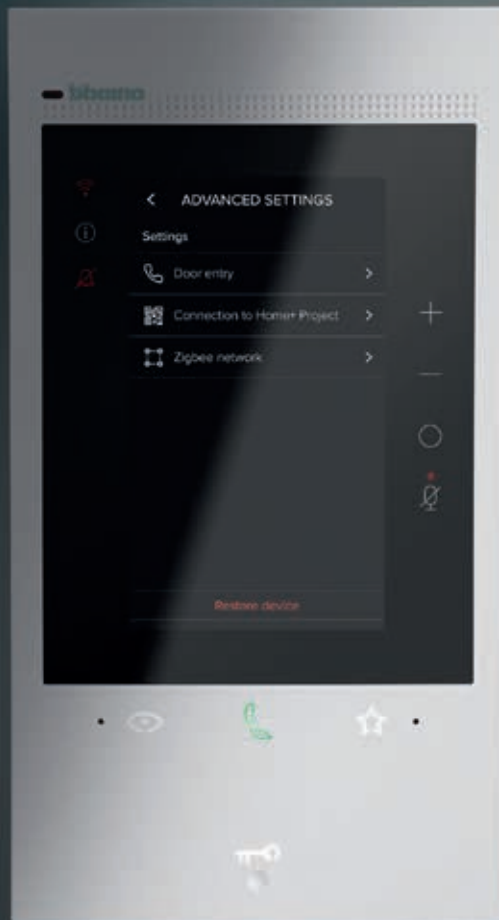 bticino
ADVANCED SETTINGS
Settings
Door entry
Connection to Home+ Project
Zigbee network
Restore device